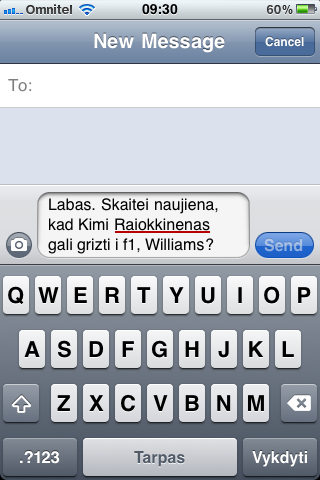 Omnitel 09:30 60%
New Message Cancel
To:
Labas. Skaitei naujiena,
kad Kimi Raiokkinenas
gali grizti i f1, Williams?
Send
Q W E R T Y U I O P
A S D F G H J K L
Z X C V B N M
.?123 Tarpas Vykdyti